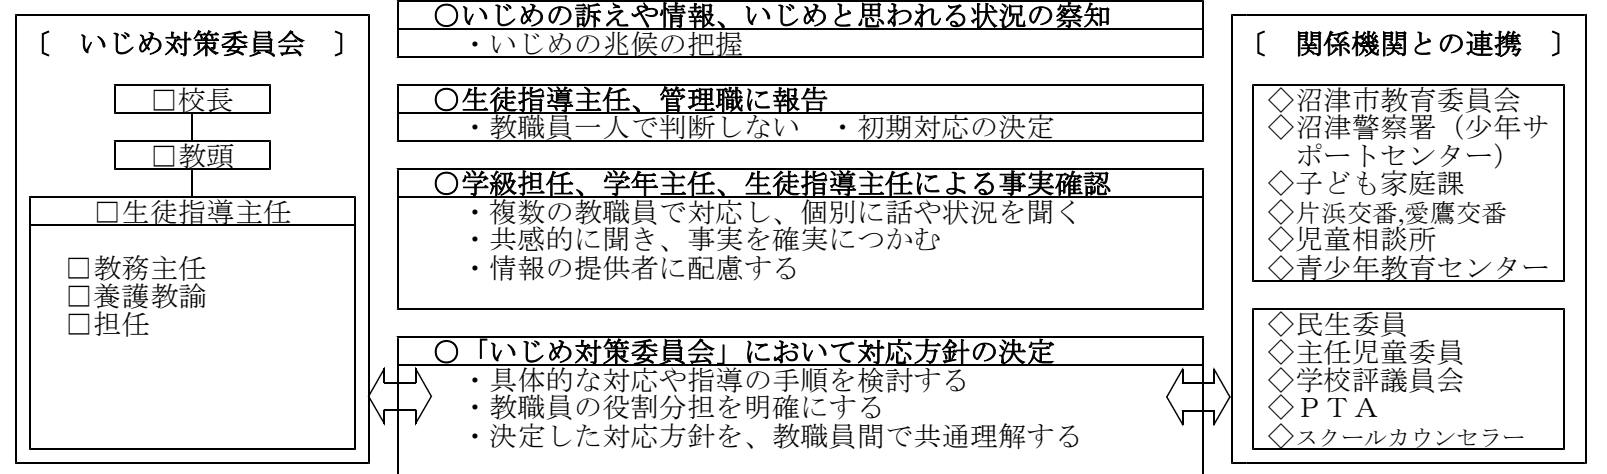 〔　いじめ対策委員会　〕
□校長
□教頭
□生徒指導主任
□教務主任
□養護教諭
□担任
○いじめの訴えや情報、いじめと思われる状況の察知
・いじめの兆候の把握
○生徒指導主任、管理職に報告
・教職員一人で判断しない　・初期対応の決定
○学級担任、学年主任、生徒指導主任による事実確認
・複数の教職員で対応し、個別に話や状況を聞く
・共感的に聞き、事実を確実につかむ
・情報の提供者に配慮する
○「いじめ対策委員会」において対応方針の決定
・具体的な対応や指導の手順を検討する
・教職員の役割分担を明確にする
・決定した対応方針を、教職員間で共通理解する
〔　関係機関との連携　〕
◇沼津市教育委員会
◇沼津警察署（少年サ
ポートセンター）
◇子ども家庭課
◇片浜交番,愛鷹交番
◇児童相談所
◇青少年教育センター
◇民生委員
◇主任児童委員
◇学校評議員会
◇ＰＴＡ
◇スクールカウンセラー